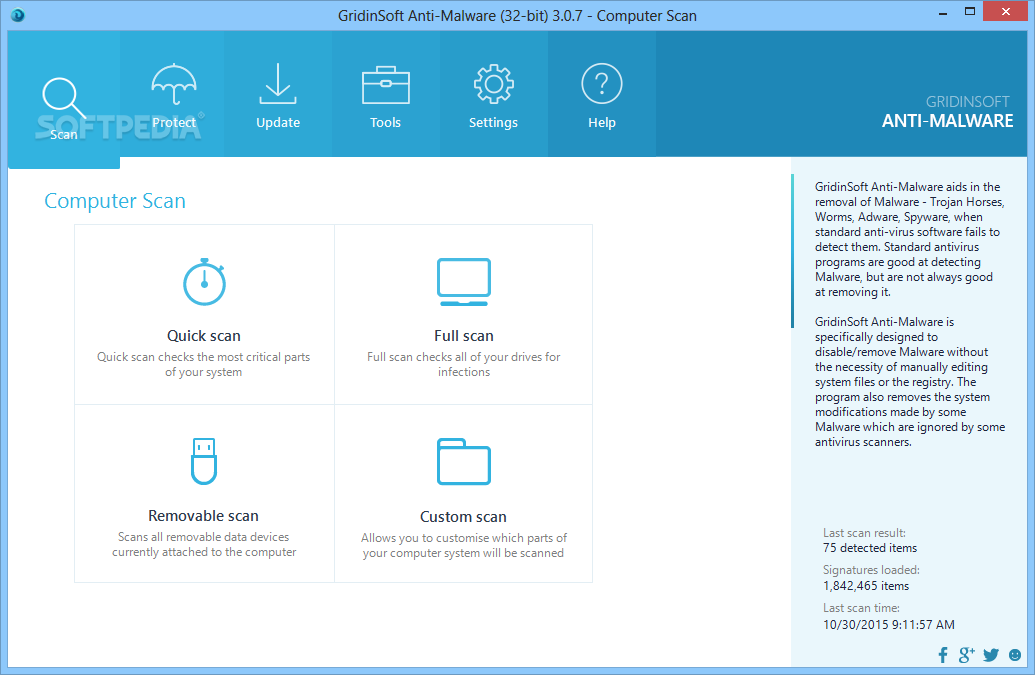 GridinSoft Anti-Malware (32-bit) 3.0.7 - Computer Scan
SOFTPEDIA®
Scan
Protect
Update
Tools
Settings
?
Help
GRIDINSOFT
ANTI-MALWARE
Computer Scan
Quick scan
Quick scan checks the most critical parts
of your system
Full scan
Full scan checks all of your drives for
infections
Removable scan
Scans all removable data devices
currently attached to the computer
Custom scan
Allows you to customise which parts of
your computer system will be scanned
GridinSoft Anti-Malware aids in the
removal of Malware - Trojan Horses,
Worms, Adware, Spyware, when
standard anti-virus software fails to
detect them. Standard antivirus
programs are good at detecting
Malware, but are not always good
at removing it.
GridinSoft Anti-Malware is
specifically designed to
disable/remove Malware without
the necessity of manually editing
system files or the registry. The
program also removes the system
modifications made by some
Malware which are ignored by some
antivirus scanners.
Last scan result:
75 detected items
Signatures loaded:
1,842,465 items
Last scan time:
10/30/2015 9:11:57 AM
f g+